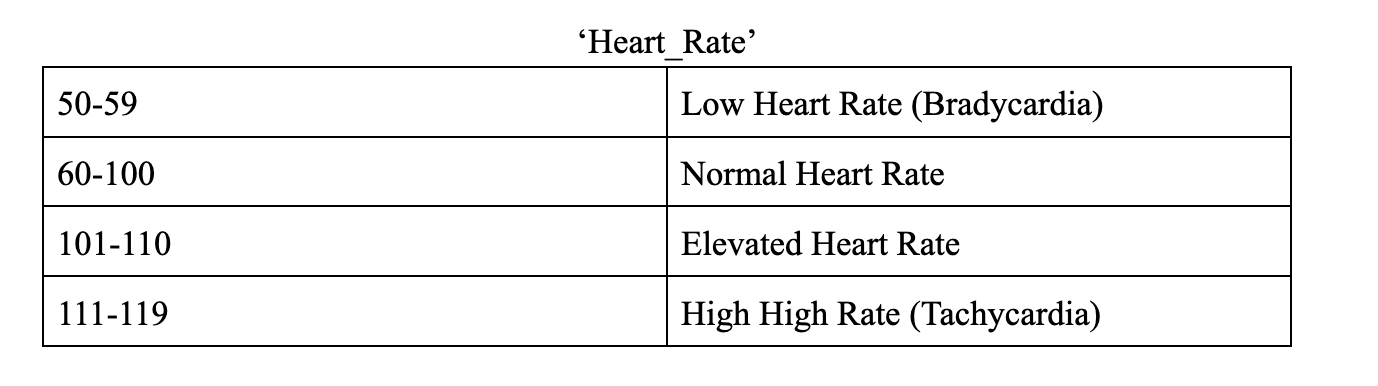 ‘Heart_Rate’
50-59 Low Heart Rate (Bradycardia)
60-100 Normal Heart Rate
101-110 Elevated Heart Rate
111-119 High High Rate (Tachycardia)